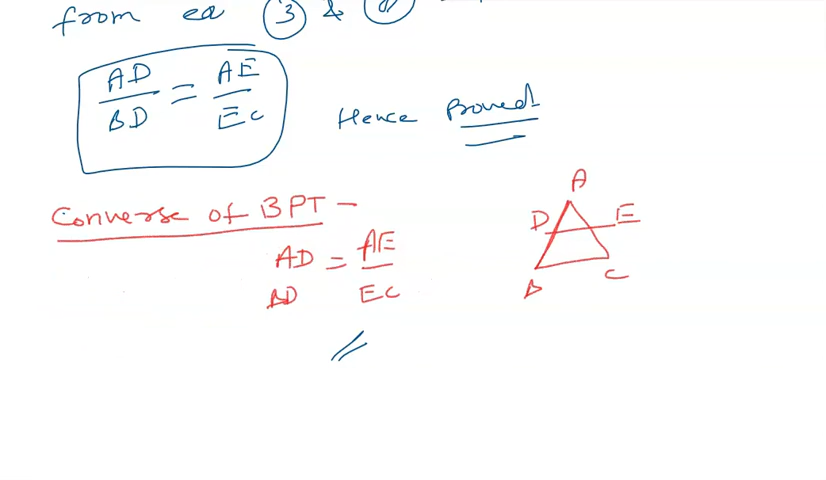 from eq ③ &
AD/BD = AE/EC
Hence Proved
Converse of BPT -
AD/BD = AE/EC
A
D E
B C